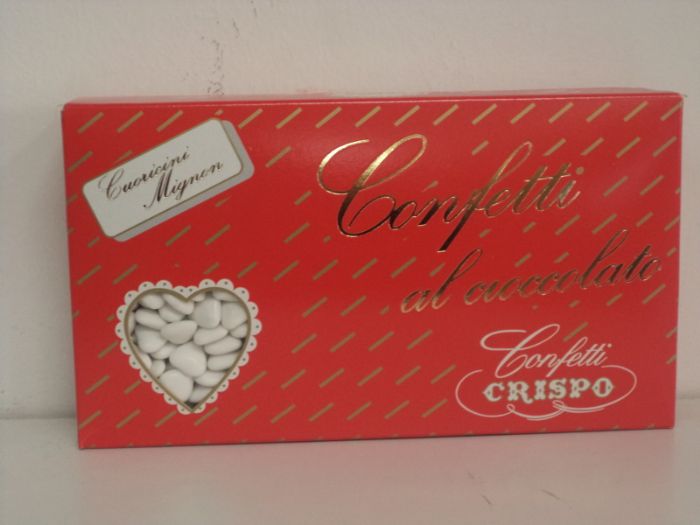 Cuoricini
Mignon
Confetti
al cioccolato
Confetti
CRISPO